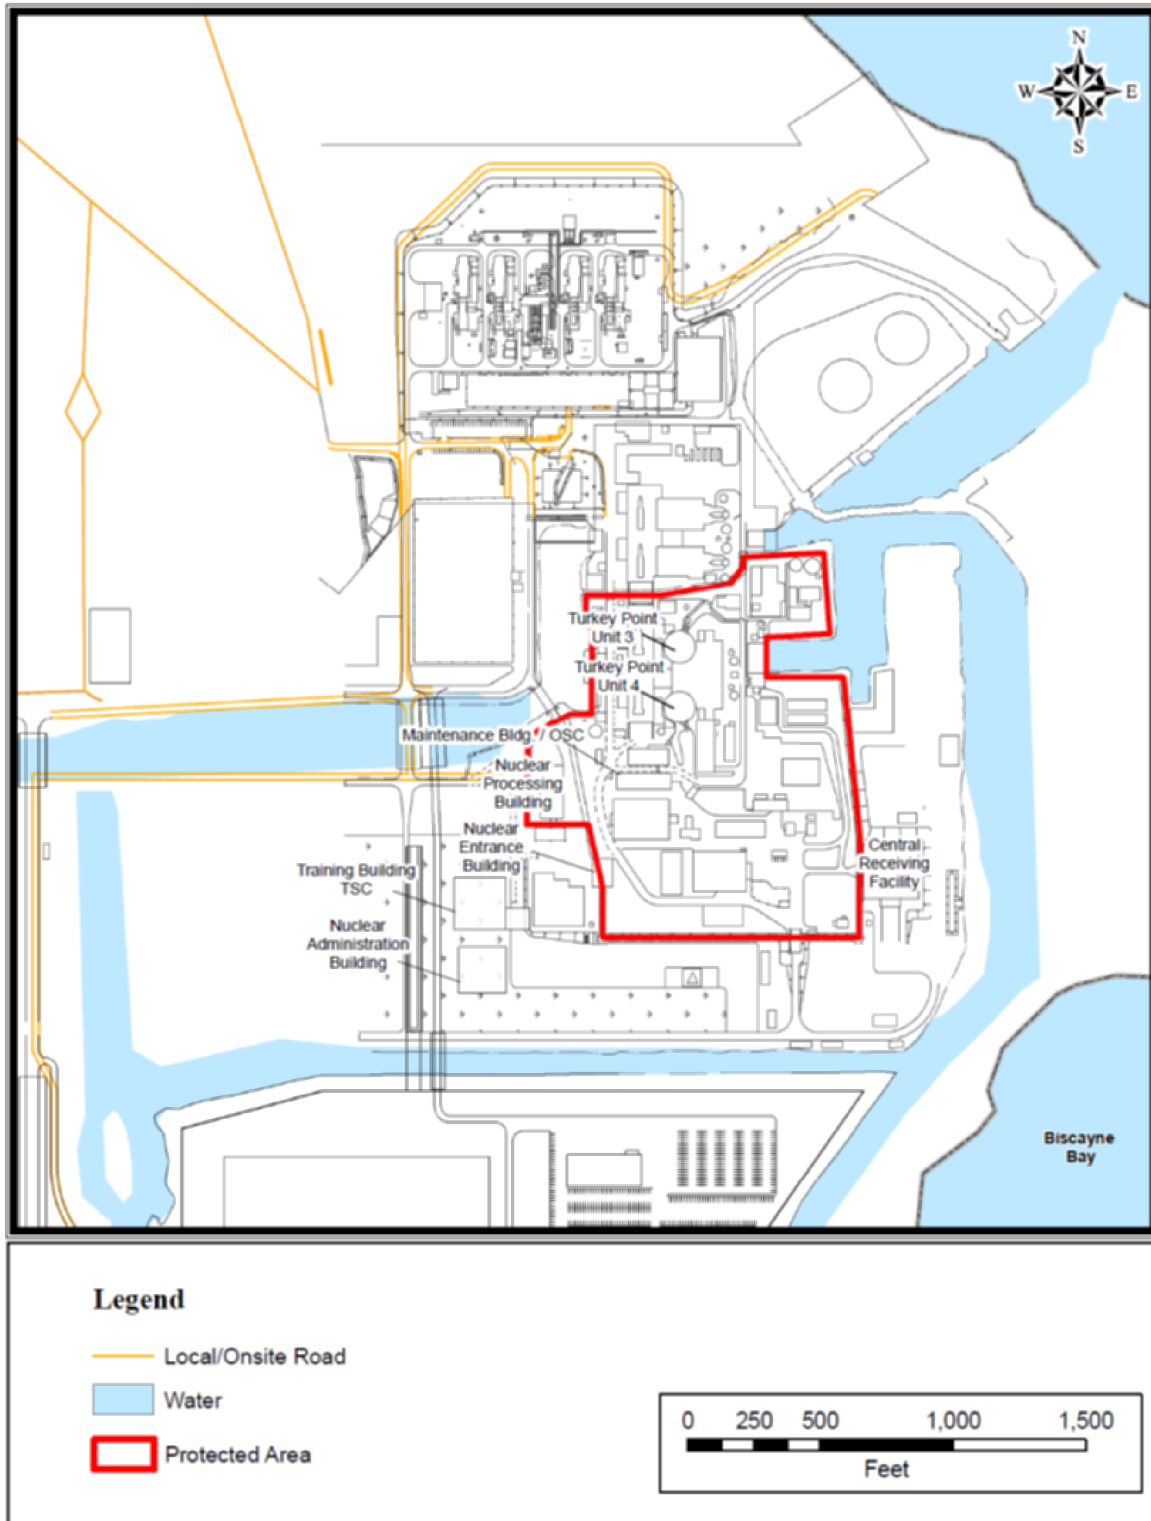 N
W E
S
Turkey Point
Unit 3
Turkey Point
Unit 4
Maintenance Bldg. / OSC
Nuclear
Processing
Building
Nuclear
Entrance
Building
Central
Receiving
Facility
Training Building
TSC
Nuclear
Administration
Building
Biscayne
Bay
Legend
Local/Onsite Road
Water
Protected Area
0 250 500 1,000 1,500
Feet